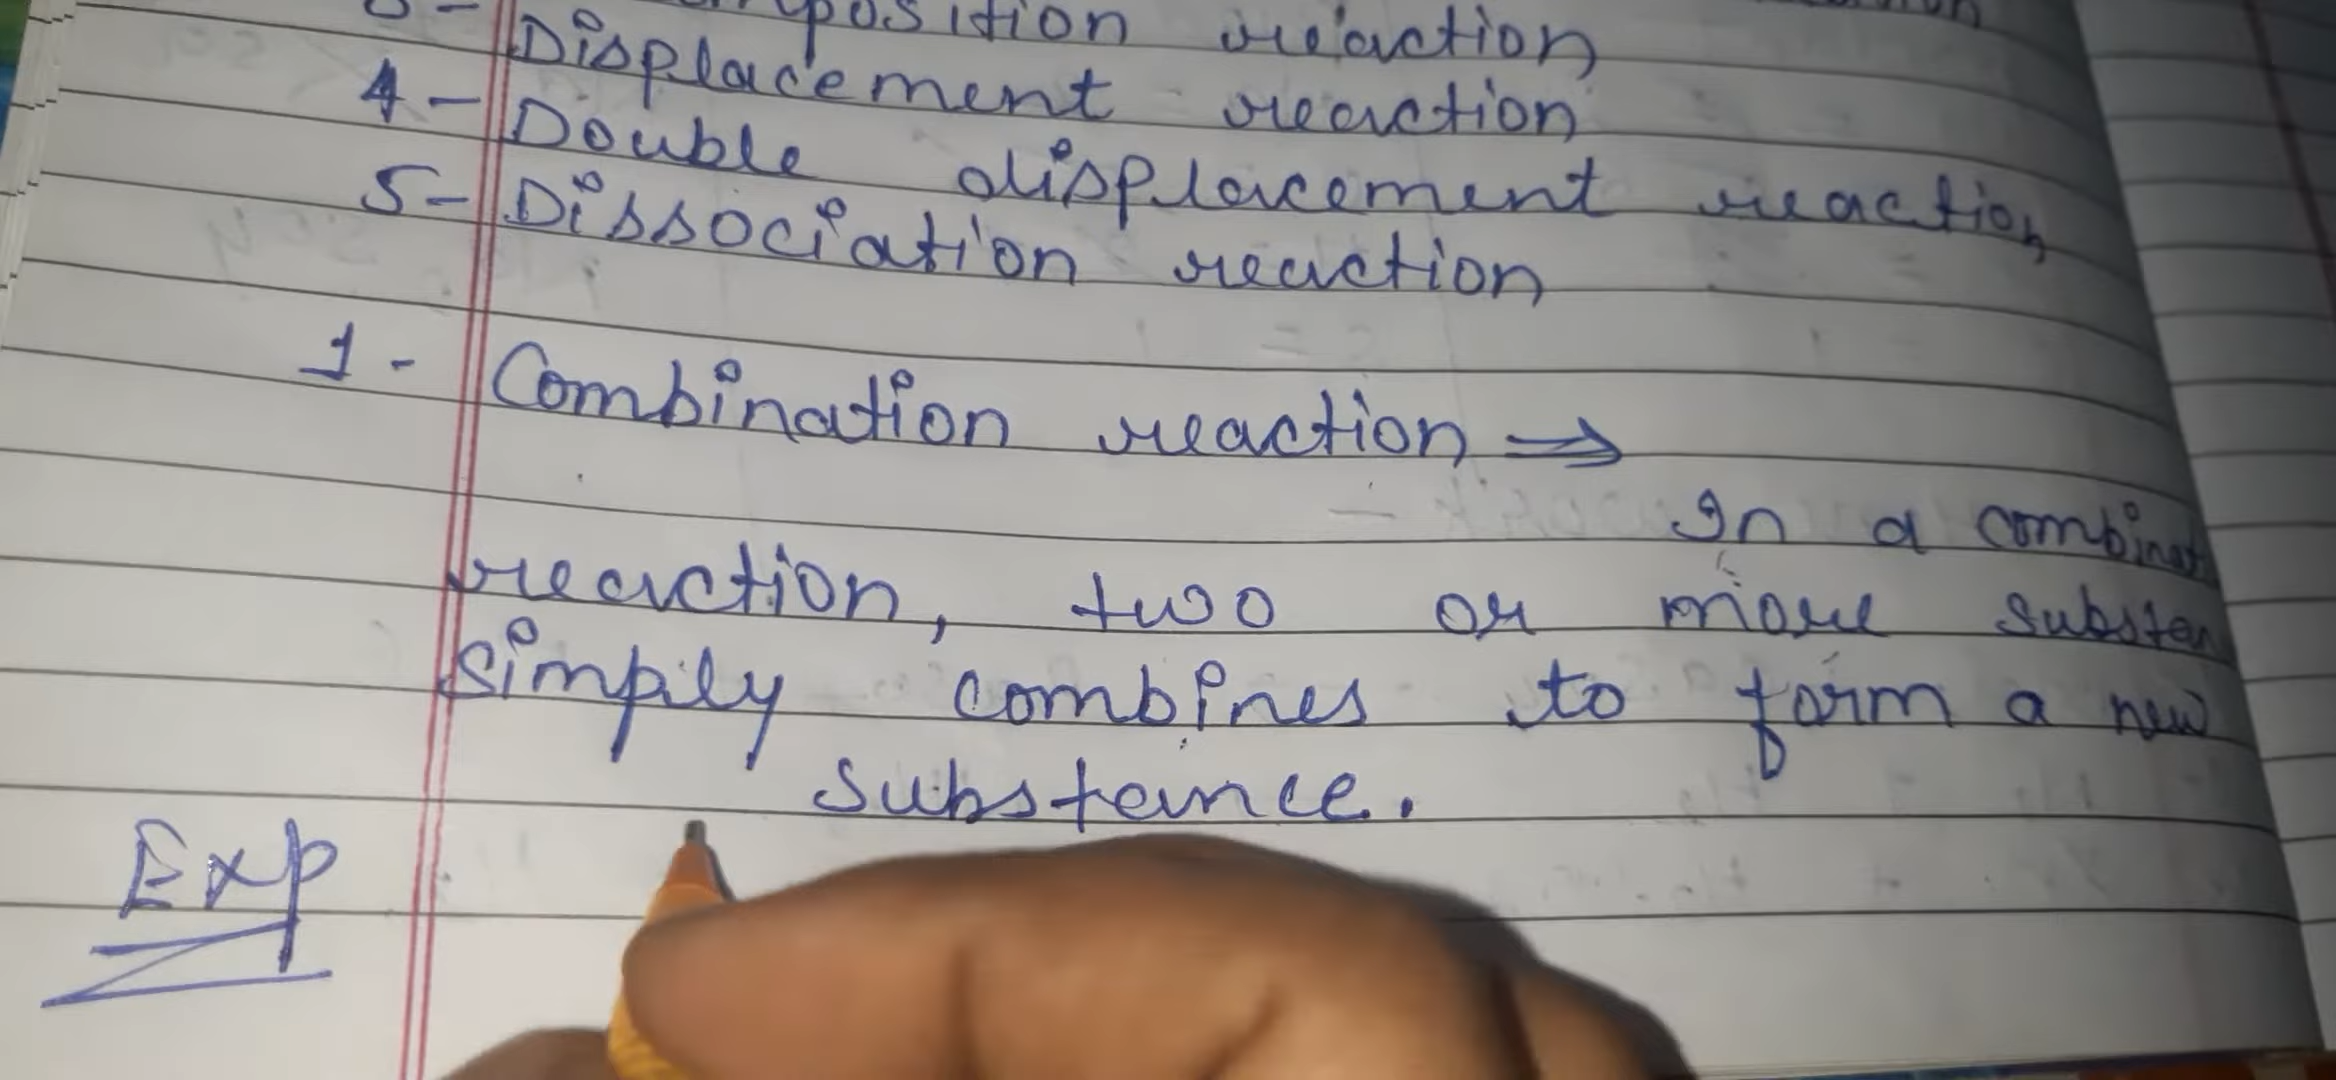 reaction
Displacement reaction
4- Double displacement reaction
5- Dissociation reaction
1- Combination reaction ⇒
In a combinat
reaction, two or more substan
simply combines to form a new
substance.
Exp